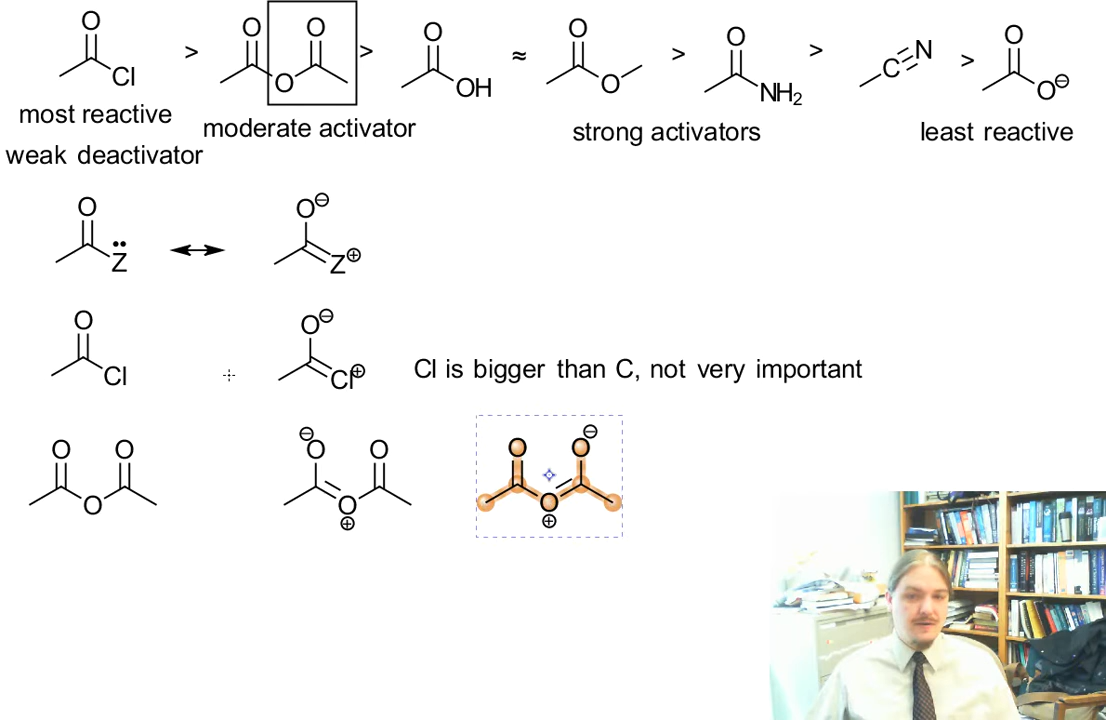 O O O O O O C≡N O
Cl > O > OH ≈ O > NH₂ > > O⊖
most reactive moderate activator strong activators least reactive
weak deactivator
O O⊖
Z̈ ↔ Z⊕
O O⊖
Cl Cl⊕ Cl is bigger than C, not very important
O O ⊖O O O O⊖
O O⊕ O⊕